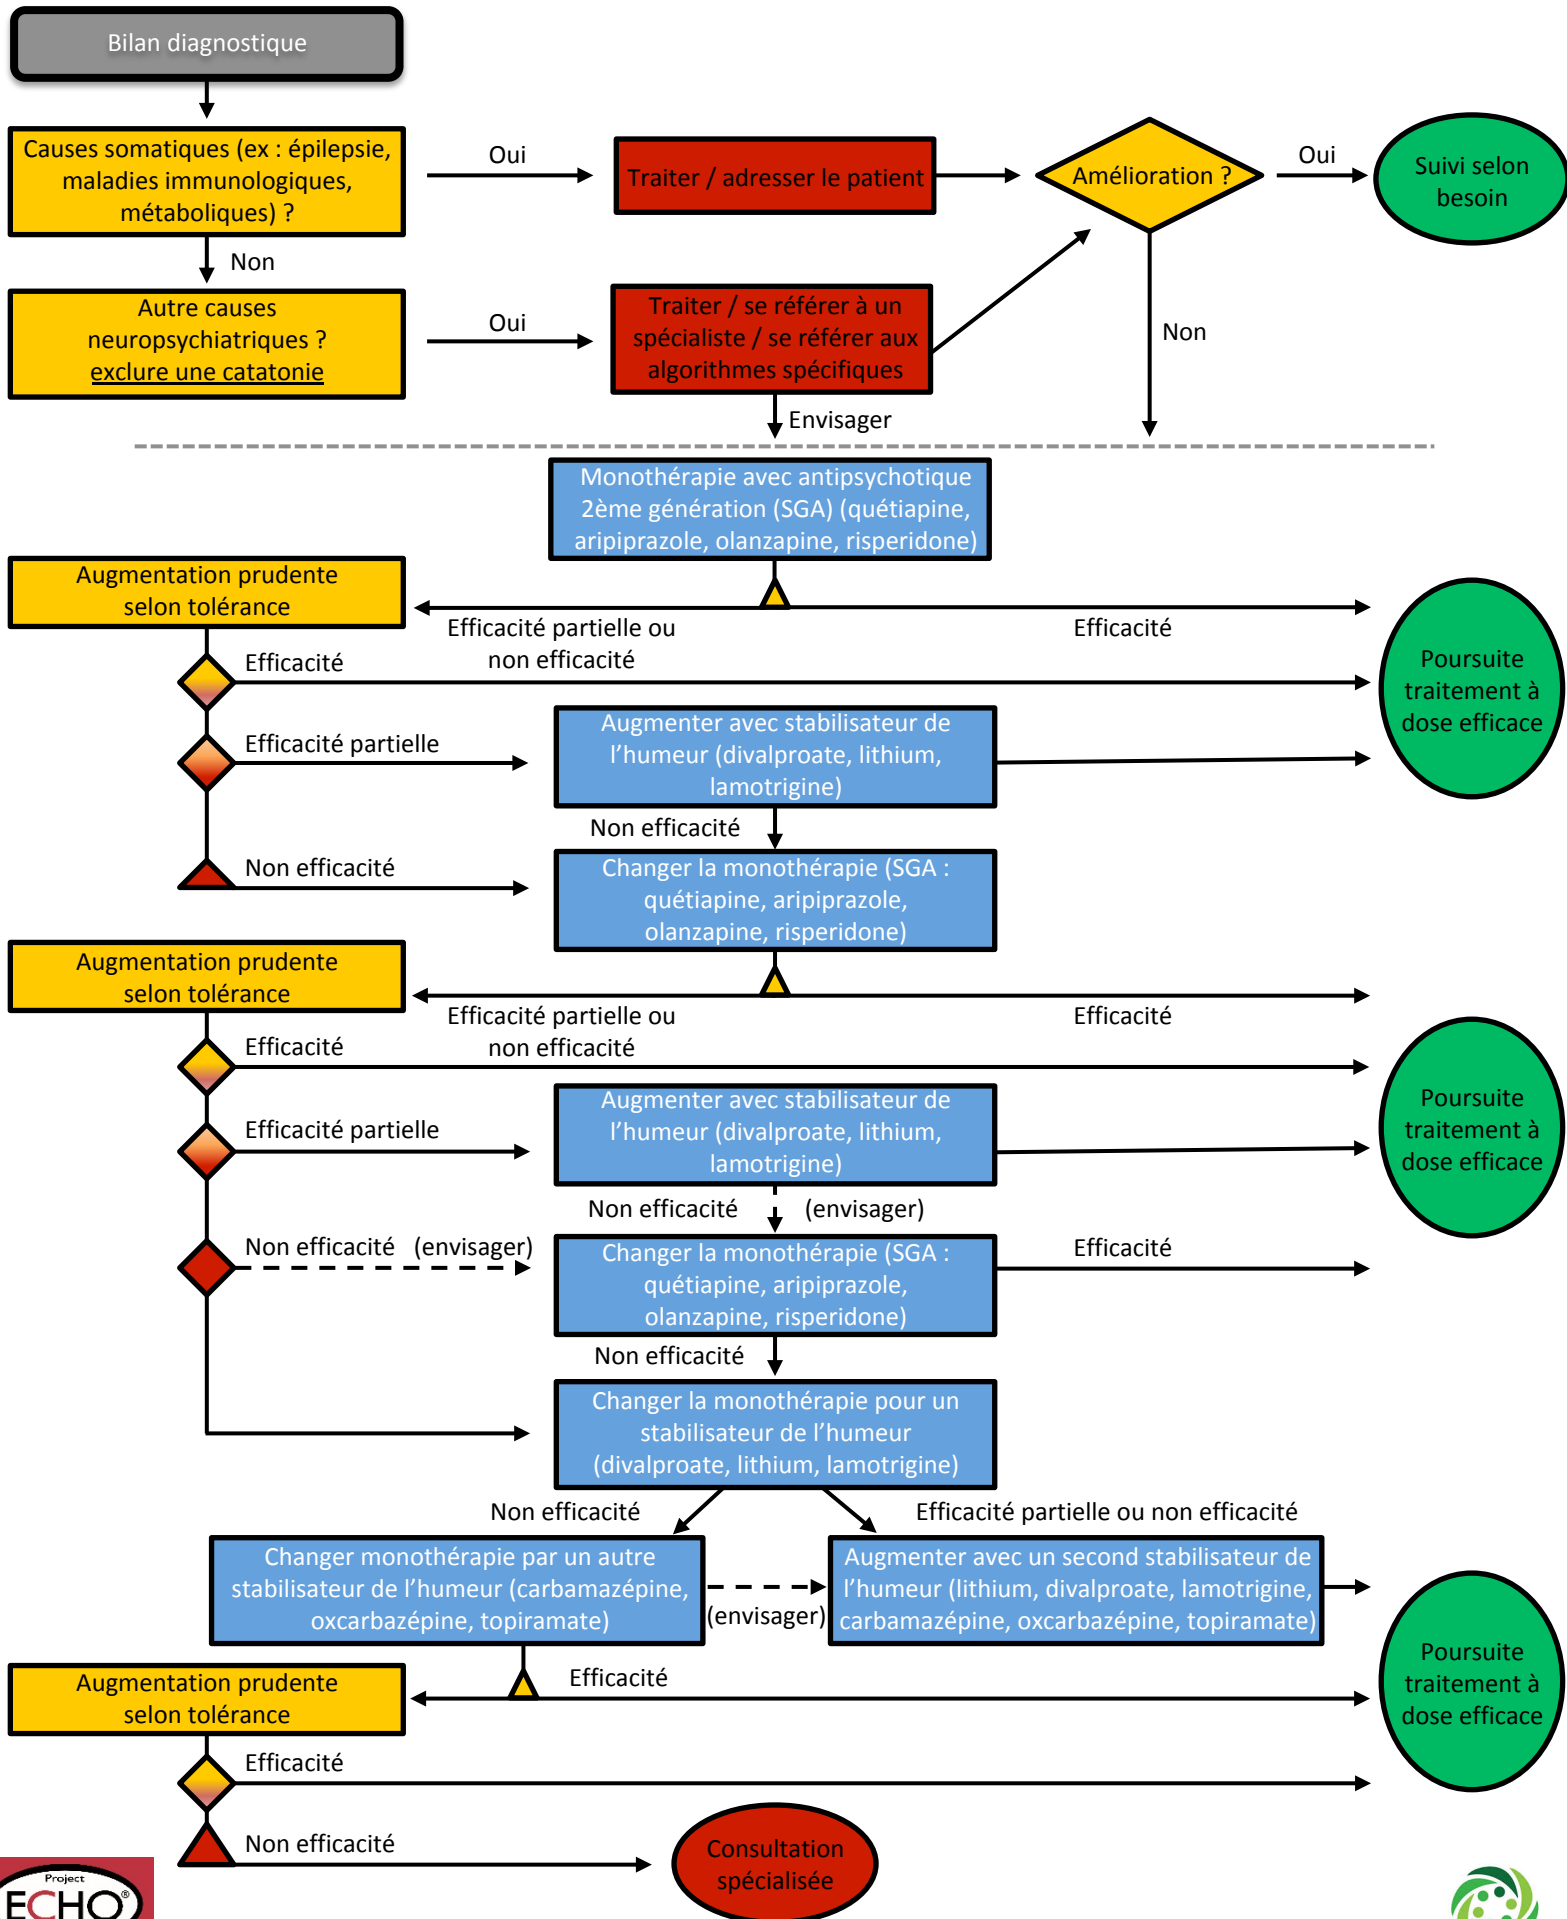 Bilan diagnostique
Causes somatiques (ex : épilepsie,
maladies immunologiques,
métaboliques) ?
Oui
Traiter / adresser le patient
Amélioration ?
Oui
Suivi selon
besoin
Non
Autre causes
neuropsychiatriques ?
exclure une catatonie
Oui
Traiter / se référer à un
spécialiste / se référer aux
algorithmes spécifiques
Non
Envisager
Monothérapie avec antipsychotique
2ème génération (SGA) (quétiapine,
aripiprazole, olanzapine, risperidone)
Augmentation prudente
selon tolérance
Efficacité partielle ou
non efficacité
Efficacité
Efficacité
Poursuite
traitement à
dose efficace
Efficacité partielle
Augmenter avec stabilisateur de
l’humeur (divalproate, lithium,
lamotrigine)
Non efficacité
Non efficacité
Changer la monothérapie (SGA :
quétiapine, aripiprazole,
olanzapine, risperidone)
Augmentation prudente
selon tolérance
Efficacité partielle ou
non efficacité
Efficacité
Efficacité
Poursuite
traitement à
dose efficace
Efficacité partielle
Augmenter avec stabilisateur de
l’humeur (divalproate, lithium,
lamotrigine)
Non efficacité (envisager)
Non efficacité (envisager)
Changer la monothérapie (SGA :
quétiapine, aripiprazole,
olanzapine, risperidone)
Efficacité
Non efficacité
Changer la monothérapie pour un
stabilisateur de l’humeur
(divalproate, lithium, lamotrigine)
Non efficacité
Efficacité partielle ou non efficacité
Changer monothérapie par un autre
stabilisateur de l’humeur (carbamazépine,
oxcarbazépine, topiramate)
(envisager)
Augmenter avec un second stabilisateur de
l’humeur (lithium, divalproate, lamotrigine,
carbamazépine, oxcarbazépine, topiramate)
Augmentation prudente
selon tolérance
Efficacité
Poursuite
traitement à
dose efficace
Efficacité
Non efficacité
Consultation
spécialisée
Project
ECHO®